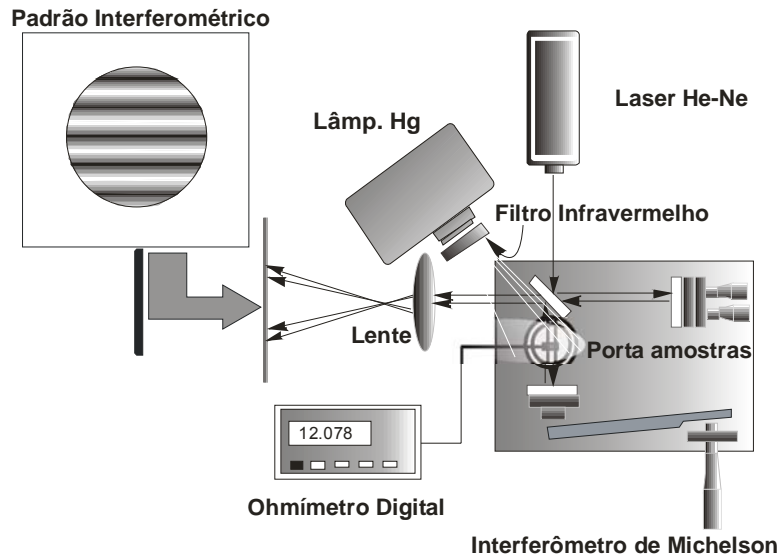 Padrão Interferométrico
Laser He-Ne
Lâmp. Hg
Filtro Infravermelho
Lente
Porta amostras
12.078
Ohmímetro Digital
Interferômetro de Michelson